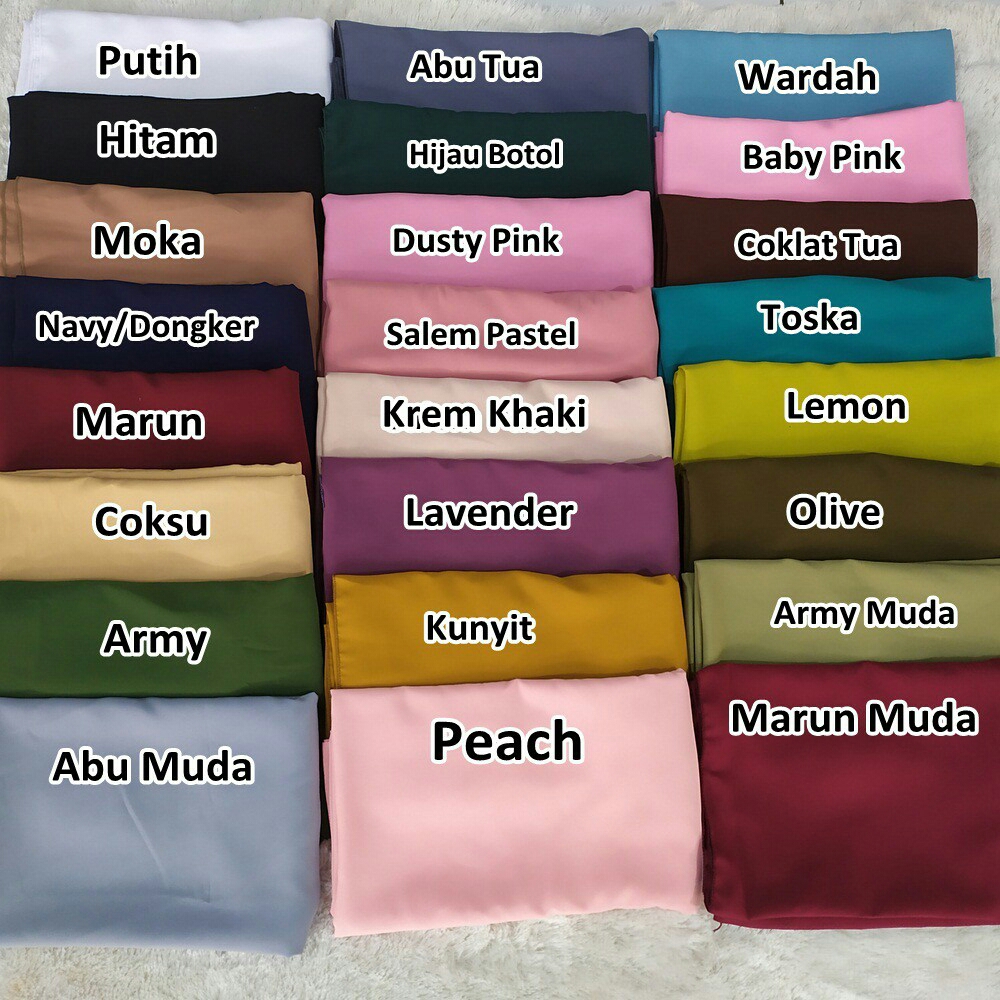 Putih
Hitam
Moka
Navy/Dongker
Marun
Coksu
Army
Abu Muda
Abu Tua
Hijau Botol
Dusty Pink
Salem Pastel
Krem Khaki
Lavender
Kunyit
Peach
Wardah
Baby Pink
Coklat Tua
Toska
Lemon
Olive
Army Muda
Marun Muda